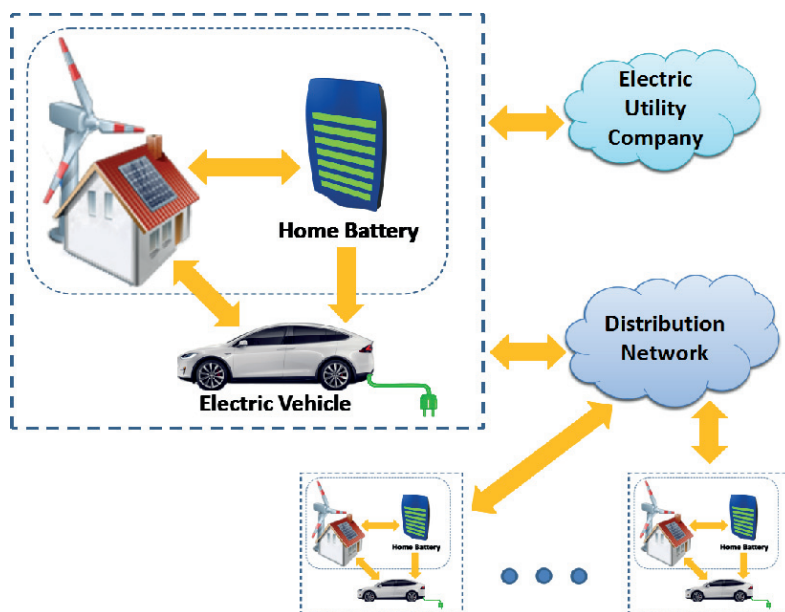 Electric
Utility
Company
Home Battery
Distribution
Network
Electric Vehicle
Home Battery
Home Battery